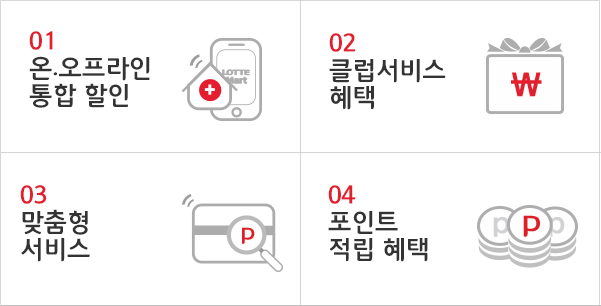 01
온.오프라인
통합 할인
LOTTE
Mart
02
클럽서비스
혜택
₩
03
맞춤형
서비스
P
04
포인트
적립 혜택
p P p